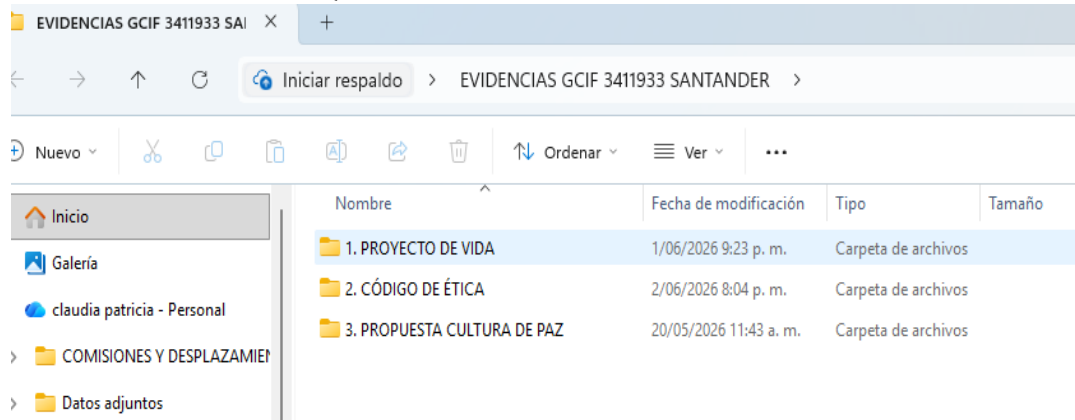 EVIDENCIAS GCIF 3411933 SAI
Iniciar respaldo > EVIDENCIAS GCIF 3411933 SANTANDER >
Nuevo Ordenar Ver ...
Inicio
Galería
claudia patricia - Personal
COMISIONES Y DESPLAZAMIEN
Datos adjuntos
Nombre Fecha de modificación Tipo Tamaño
1. PROYECTO DE VIDA 1/06/2026 9:23 p. m. Carpeta de archivos
2. CÓDIGO DE ÉTICA 2/06/2026 8:04 p. m. Carpeta de archivos
3. PROPUESTA CULTURA DE PAZ 20/05/2026 11:43 a. m. Carpeta de archivos